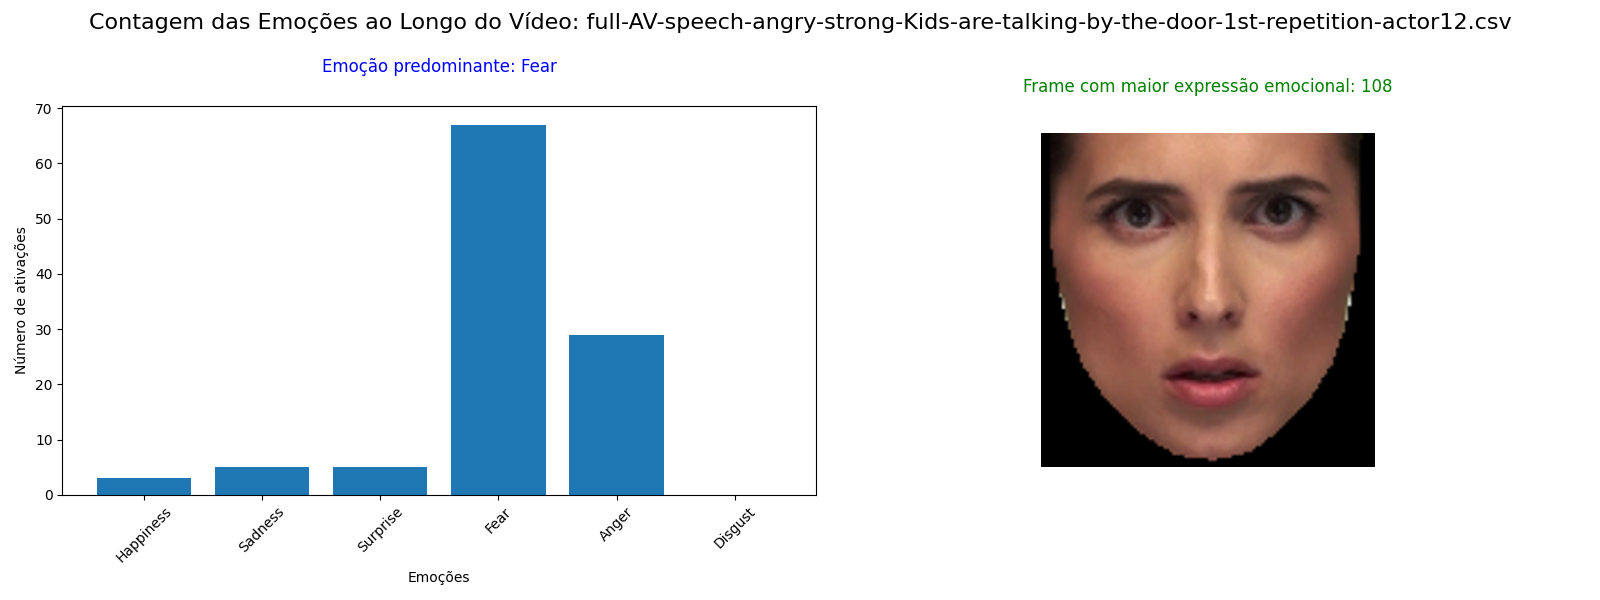 Contagem das Emoções ao Longo do Vídeo: full-AV-speech-angry-strong-Kids-are-talking-by-the-door-1st-repetition-actor12.csv
Emoção predominante: Fear
Frame com maior expressão emocional: 108
Número de ativações
70
60
50
40
30
20
10
0
Happiness
Sadness
Surprise
Fear
Anger
Disgust
Emoções